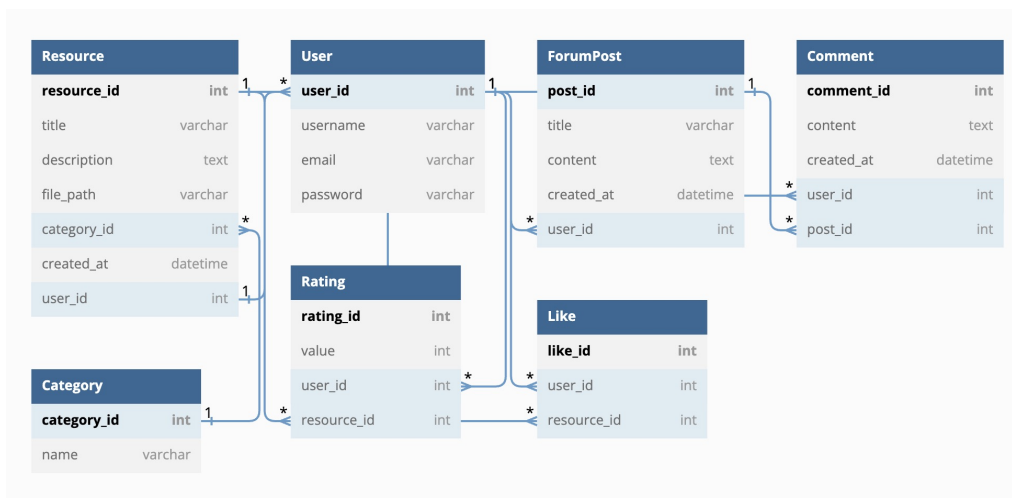 Resource
resource_id int
title varchar
description text
file_path varchar
category_id int
created_at datetime
user_id int
1
*
1
User
user_id int
username varchar
email varchar
password varchar
*
1
ForumPost
post_id int
title varchar
content text
created_at datetime
user_id int
1
*
Comment
comment_id int
content text
created_at datetime
user_id int
post_id int
*
*
Rating
rating_id int
value int
user_id int
resource_id int
*
*
Like
like_id int
user_id int
resource_id int
*
*
Category
category_id int
name varchar
1